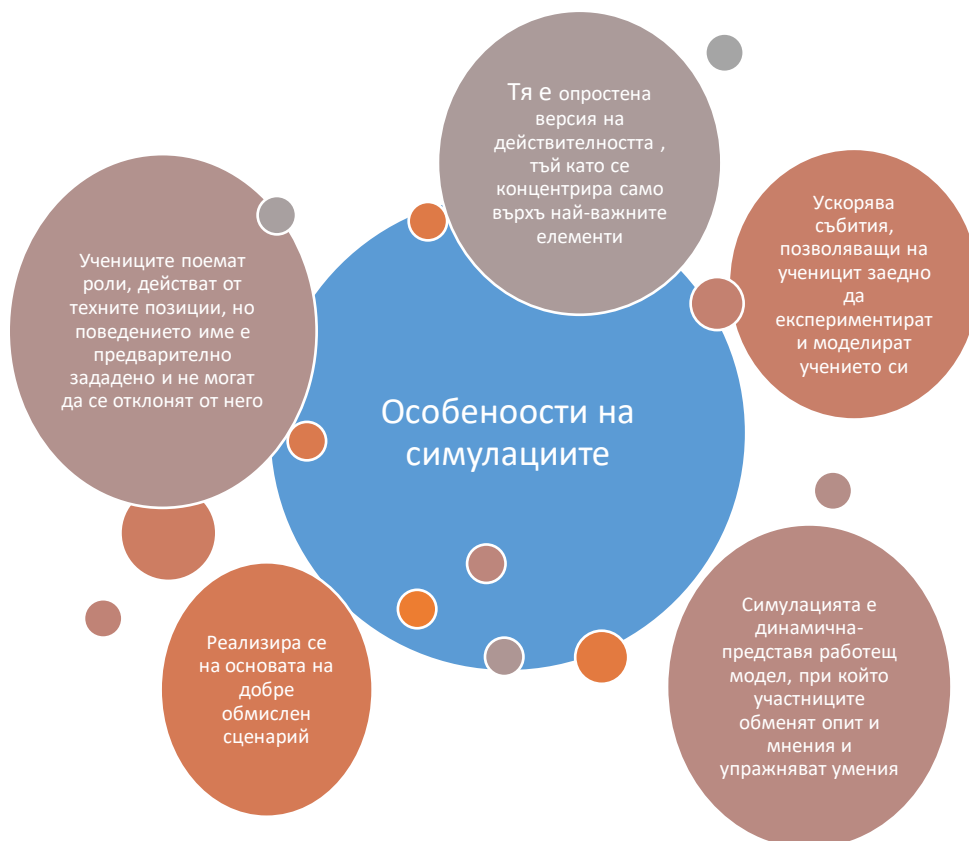 Тя е опростена
версия на
действителността ,
тъй като се
концентрира само
върхъ най-важните
елементи
Ускорява
събития,
позволяващи на
ученицит заедно
да
експериментират
и моделират
учението си
Учениците поемат
роли, действат от
техните позиции, но
поведението име е
предварително
зададено и не могат
да се отклонят от него
Особеноости на
симулациите
Симулацията е
динамична-
представя работещ
модел, при който
участниците
обменят опит и
мнения и
упражняват умения
Реализира се
на основата на
добре
обмислен
сценарий